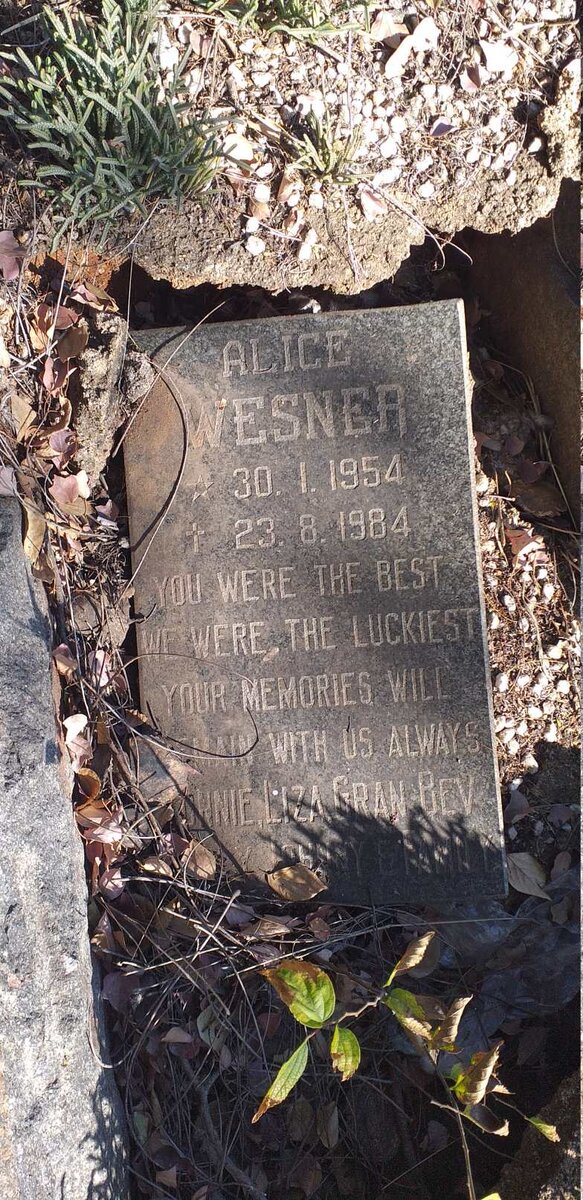 ALICE
WESNER
☆ 30. 1. 1954
✝ 23. 8. 1984
YOU WERE THE BEST
WE WERE THE LUCKIEST
YOUR MEMORIES WILL
WITH US ALWAYS
LIZA, GRAN, BEV